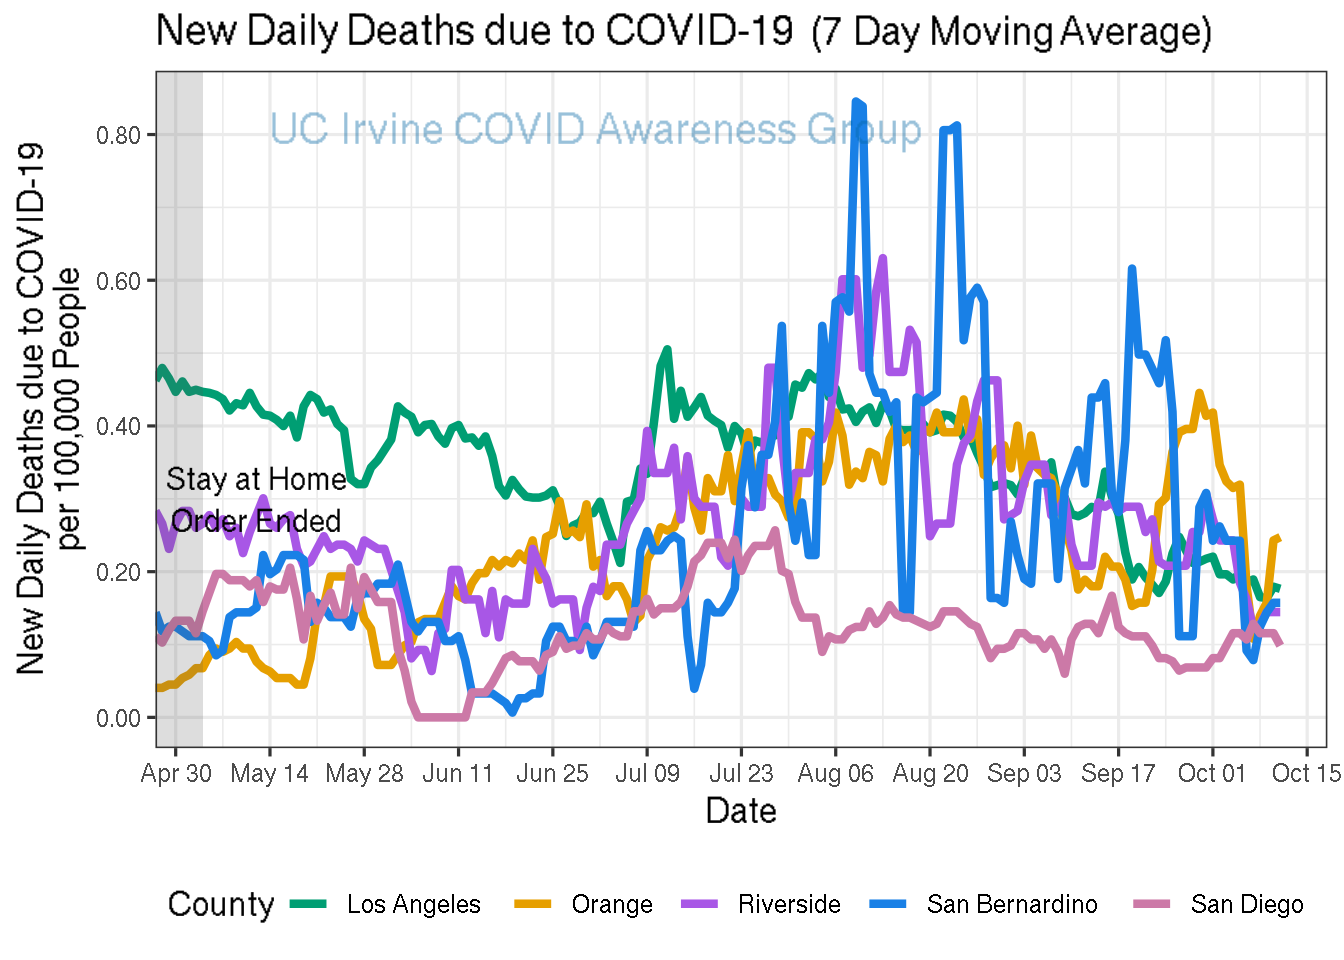 New Daily Deaths due to COVID-19 (7 Day Moving Average)
UC Irvine COVID Awareness Group
New Daily Deaths due to COVID-19
per 100,000 People
0.80
0.60
0.40
0.20
0.00
Stay at Home
Order Ended
Apr 30 May 14 May 28 Jun 11 Jun 25 Jul 09 Jul 23 Aug 06 Aug 20 Sep 03 Sep 17 Oct 01 Oct 15
Date
County Los Angeles Orange Riverside San Bernardino San Diego